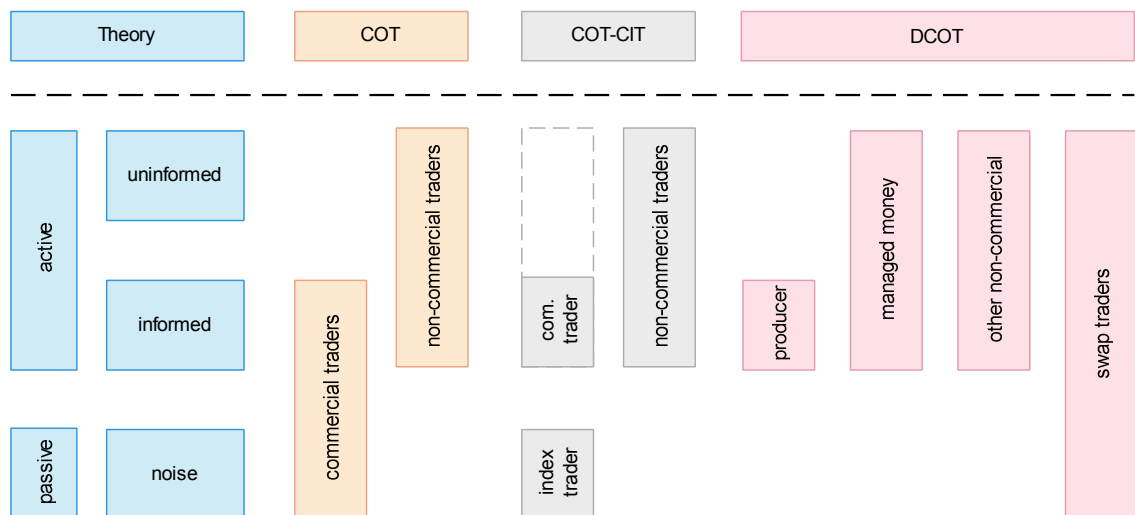 Theory
COT
COT-CIT
DCOT
active
uninformed
non-commercial traders
non-commercial traders
managed money
other non-commercial
swap traders
informed
commercial traders
com.
trader
producer
passive
noise
index
trader